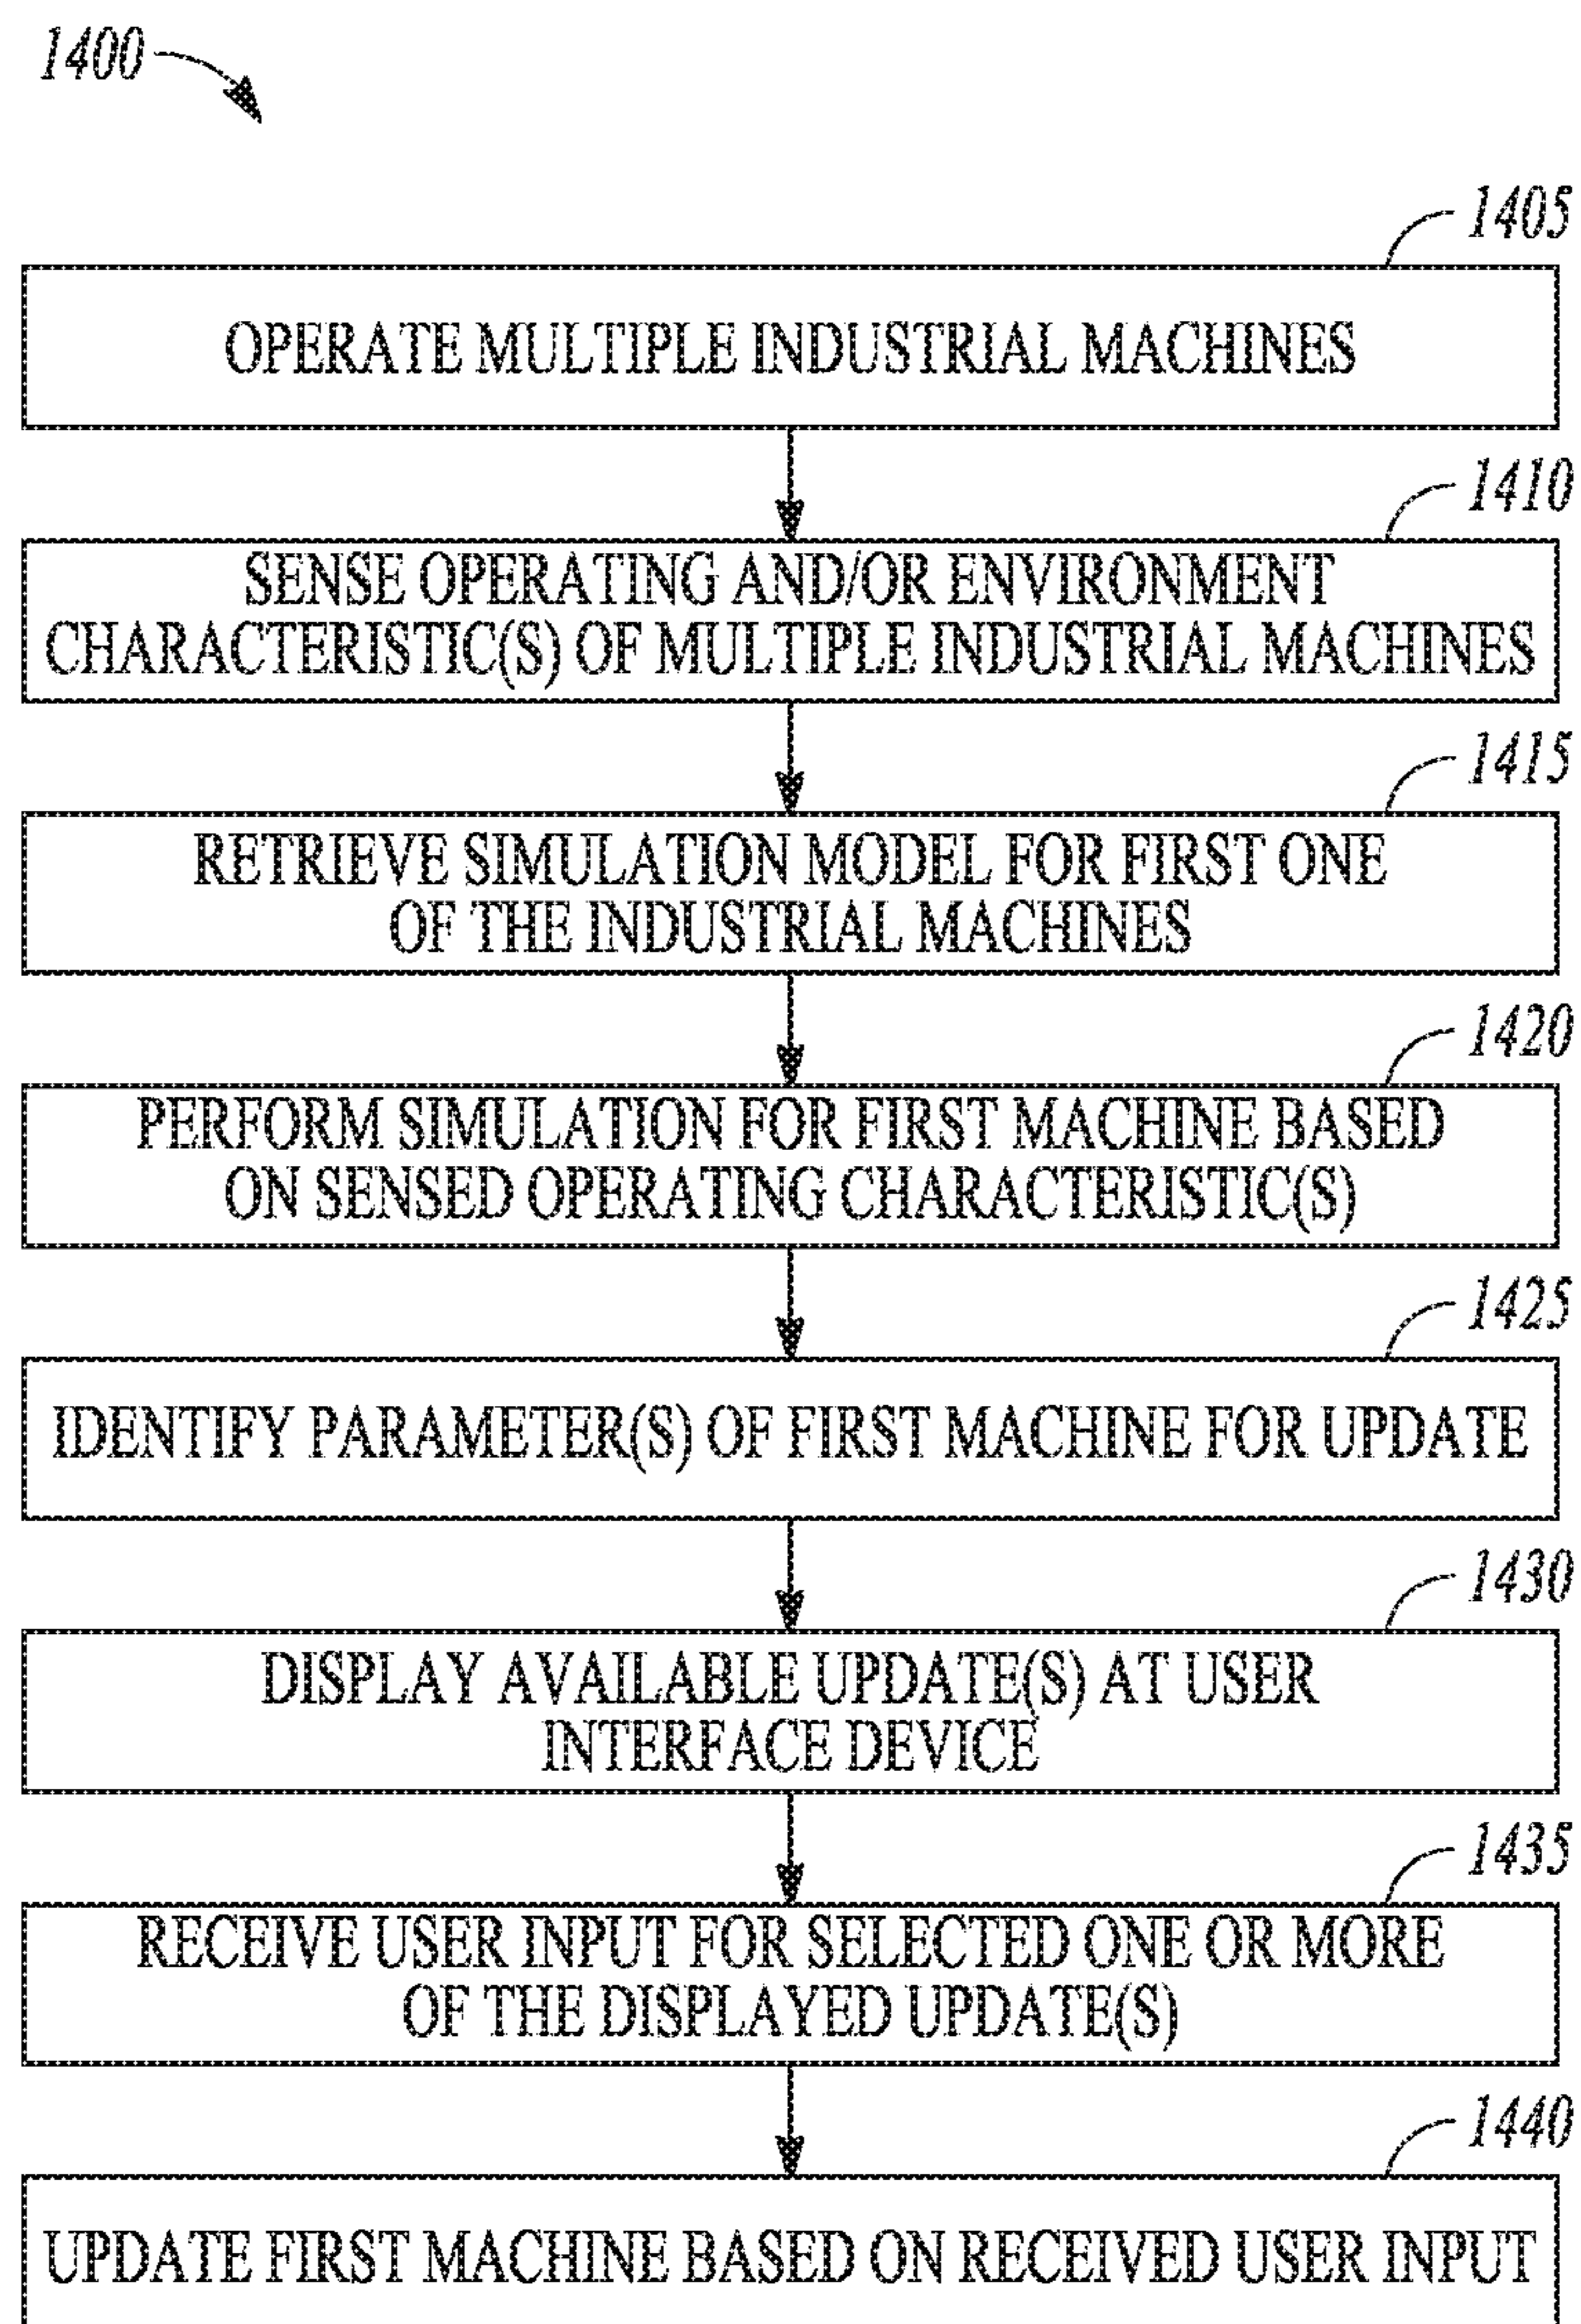 1400
1405
OPERATE MULTIPLE INDUSTRIAL MACHINES
1410
SENSE OPERATING AND/OR ENVIRONMENT
CHARACTERISTIC(S) OF MULTIPLE INDUSTRIAL MACHINES
1415
RETRIEVE SIMULATION MODEL FOR FIRST ONE
OF THE INDUSTRIAL MACHINES
1420
PERFORM SIMULATION FOR FIRST MACHINE BASED
ON SENSED OPERATING CHARACTERISTIC(S)
1425
IDENTIFY PARAMETER(S) OF FIRST MACHINE FOR UPDATE
1430
DISPLAY AVAILABLE UPDATE(S) AT USER
INTERFACE DEVICE
1435
RECEIVE USER INPUT FOR SELECTED ONE OR MORE
OF THE DISPLAYED UPDATE(S)
1440
UPDATE FIRST MACHINE BASED ON RECEIVED USER INPUT